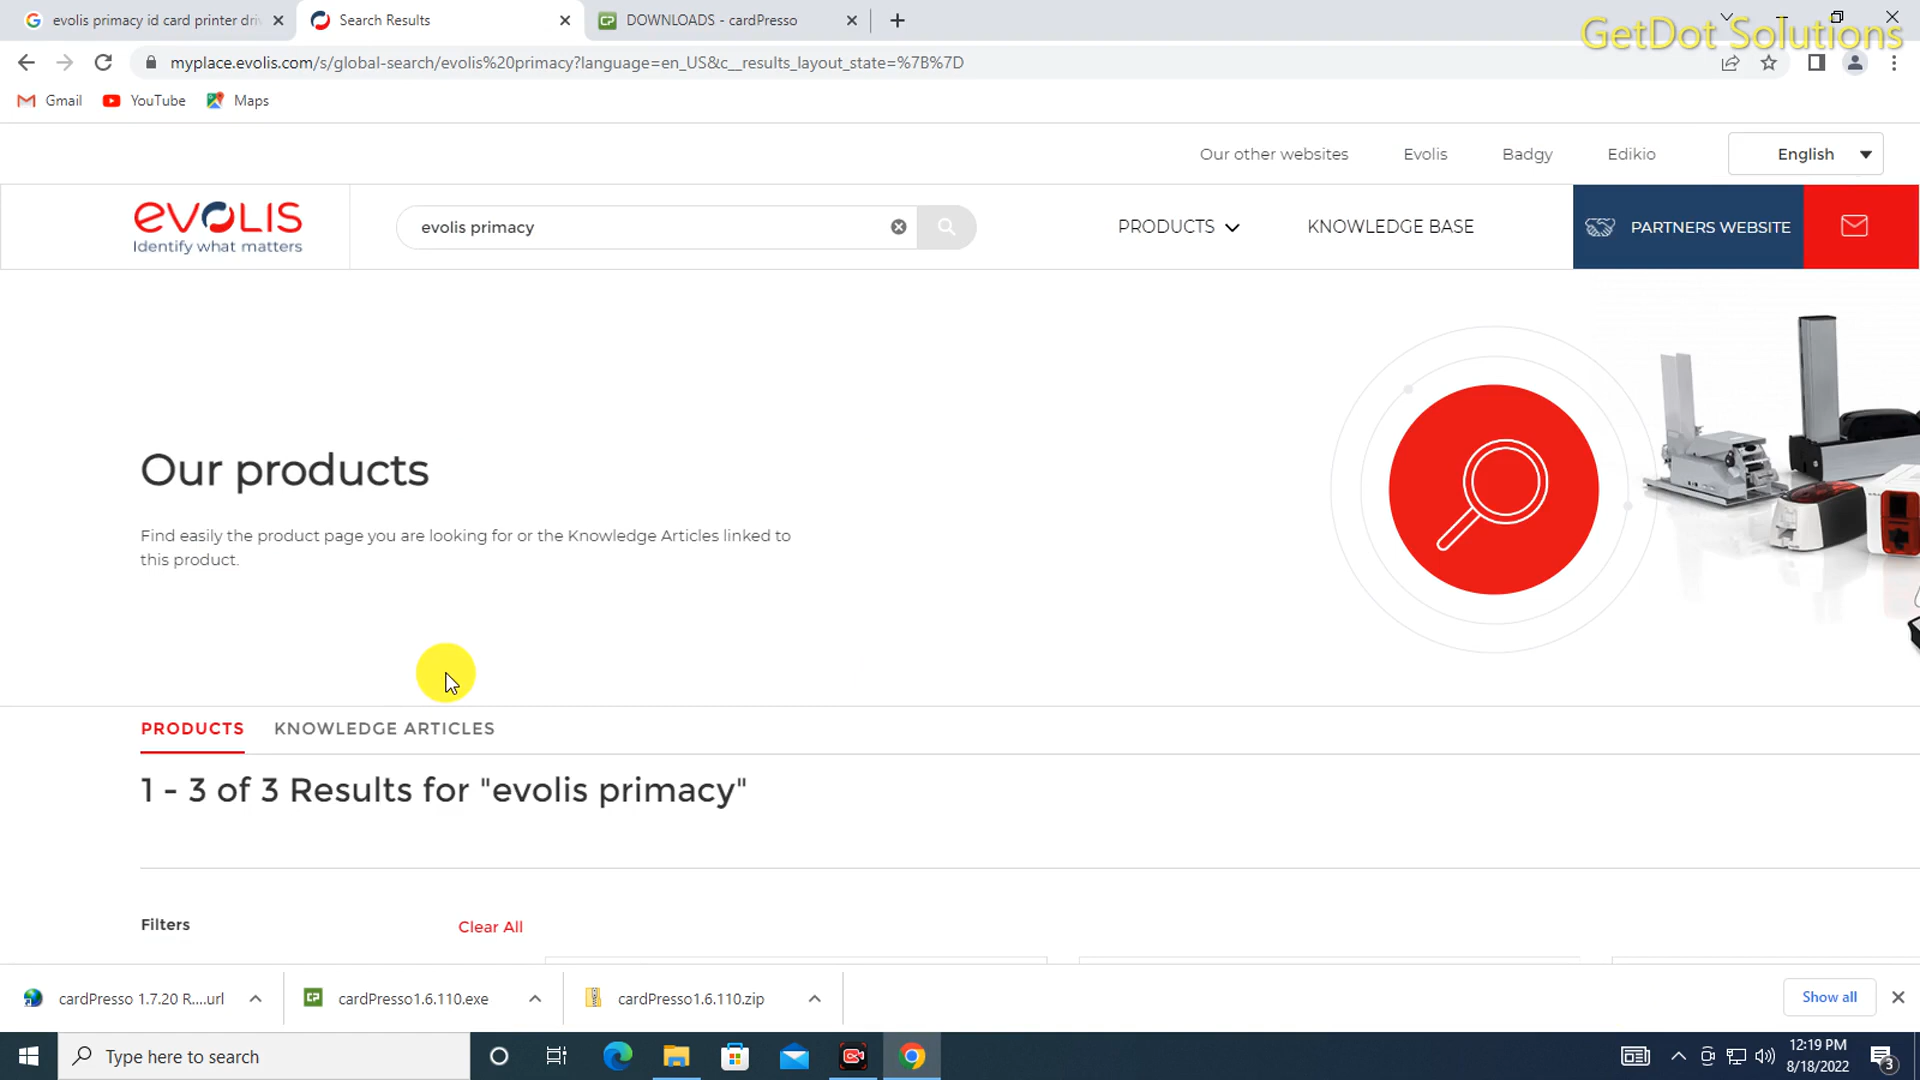 evolis primacy id card printer dri
Search Results
DOWNLOADS - cardPresso
GetDot Solutions
myplace.evolis.com/s/global-search/evolis%20primacy?language=en_US&c__results_layout_state=%7B%7D
Gmail
YouTube
Maps
Our other websites
Evolis
Badgy
Edikio
English
evolis
Identify what matters
evolis primacy
PRODUCTS
KNOWLEDGE BASE
PARTNERS WEBSITE
Our products
Find easily the product page you are looking for or the Knowledge Articles linked to
this product.
PRODUCTS
KNOWLEDGE ARTICLES
1 - 3 of 3 Results for "evolis primacy"
Filters
Clear All
cardPresso 1.7.20 R....url
cardPresso1.6.110.exe
cardPresso1.6.110.zip
Show all
Type here to search
12:19 PM
8/18/2022
3